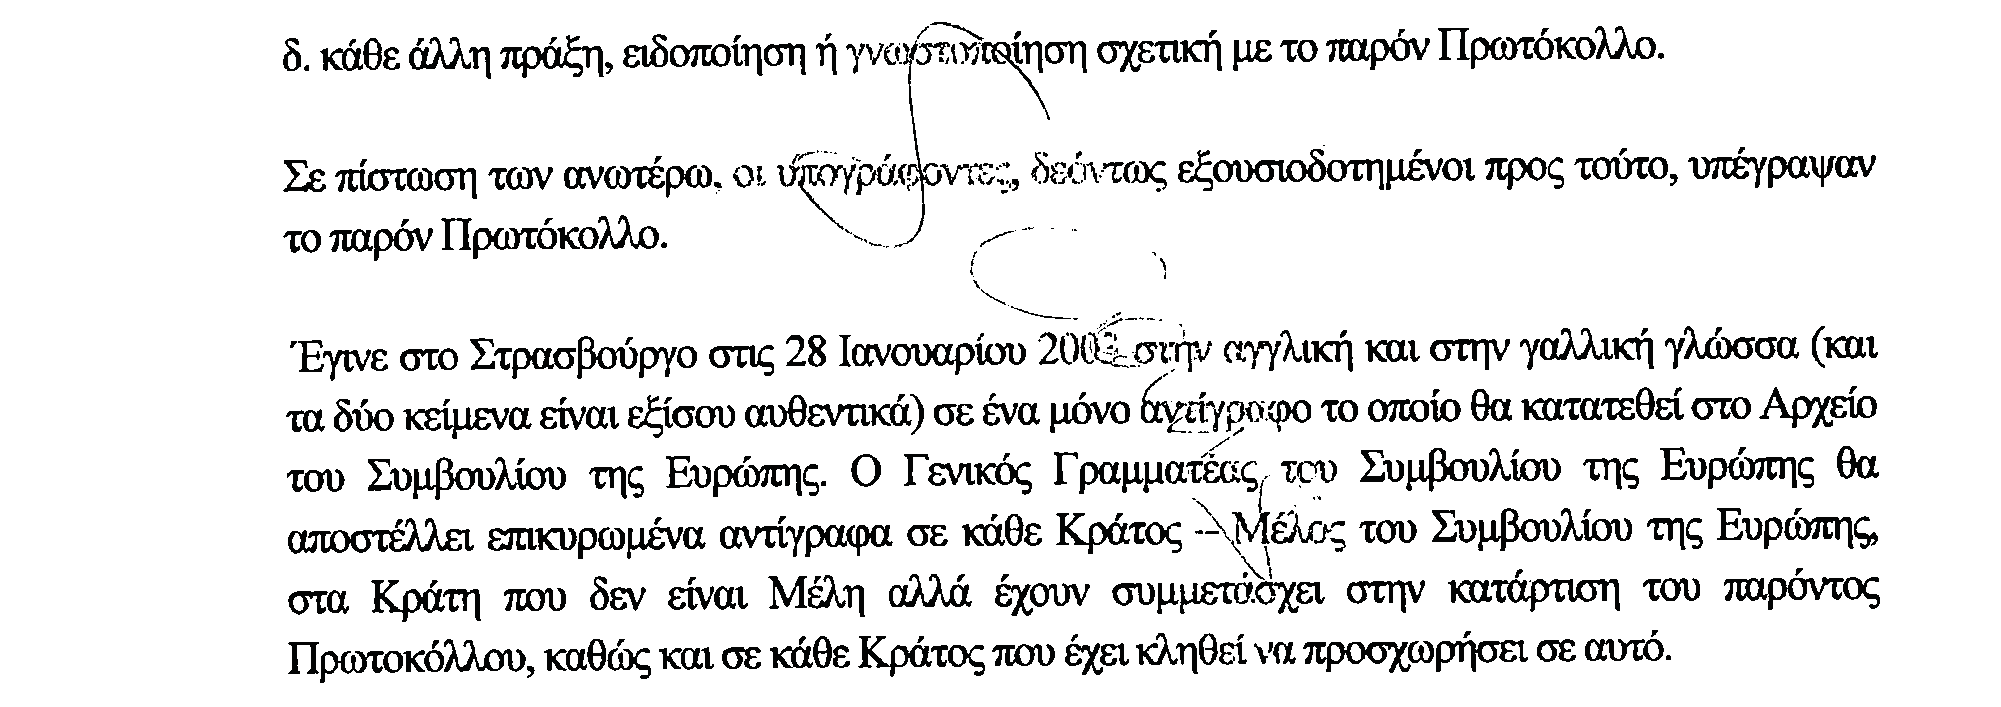 δ. κάθε άλλη πράξη, ειδοποίηση ή γνωστοποίηση σχετική με το παρόν Πρωτόκολλο.
Σε πίστωση των ανωτέρω, οι υπογράφοντες, δεόντως εξουσιοδοτημένοι προς τούτο, υπέγραψαν
το παρόν Πρωτόκολλο.
Έγινε στο Στρασβούργο στις 28 Ιανουαρίου 2003 στην αγγλική και στην γαλλική γλώσσα (και
τα δύο κείμενα είναι εξίσου αυθεντικά) σε ένα μόνο αντίγραφο το οποίο θα κατατεθεί στο Αρχείο
του Συμβουλίου της Ευρώπης. Ο Γενικός Γραμματέας του Συμβουλίου της Ευρώπης θα
αποστέλλει επικυρωμένα αντίγραφα σε κάθε Κράτος – Μέλος του Συμβουλίου της Ευρώπης,
στα Κράτη που δεν είναι Μέλη αλλά έχουν συμμετάσχει στην κατάρτιση του παρόντος
Πρωτοκόλλου, καθώς και σε κάθε Κράτος που έχει κληθεί να προσχωρήσει σε αυτό.